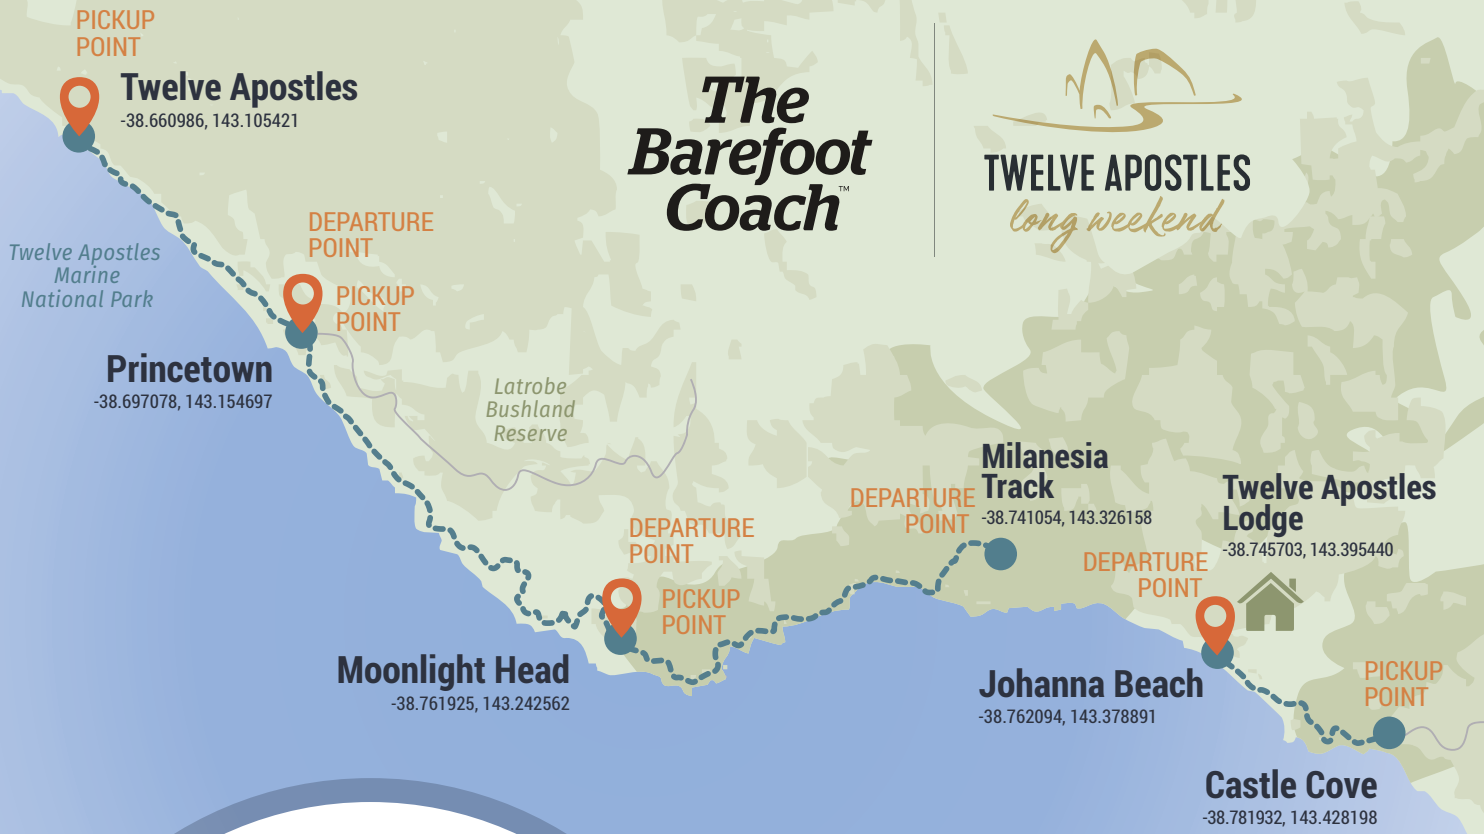 PICKUP
POINT
Twelve Apostles
-38.660986, 143.105421
The
Barefoot
Coach™
TWELVE APOSTLES
long weekend
Twelve Apostles
Marine
National Park
DEPARTURE
POINT
PICKUP
POINT
Princetown
-38.697078, 143.154697
Latrobe
Bushland
Reserve
DEPARTURE
POINT
PICKUP
POINT
Moonlight Head
-38.761925, 143.242562
DEPARTURE
POINT
Milanesia
Track
-38.741054, 143.326158
Twelve Apostles
Lodge
-38.745703, 143.395440
DEPARTURE
POINT
Johanna Beach
-38.762094, 143.378891
PICKUP
POINT
Castle Cove
-38.781932, 143.428198